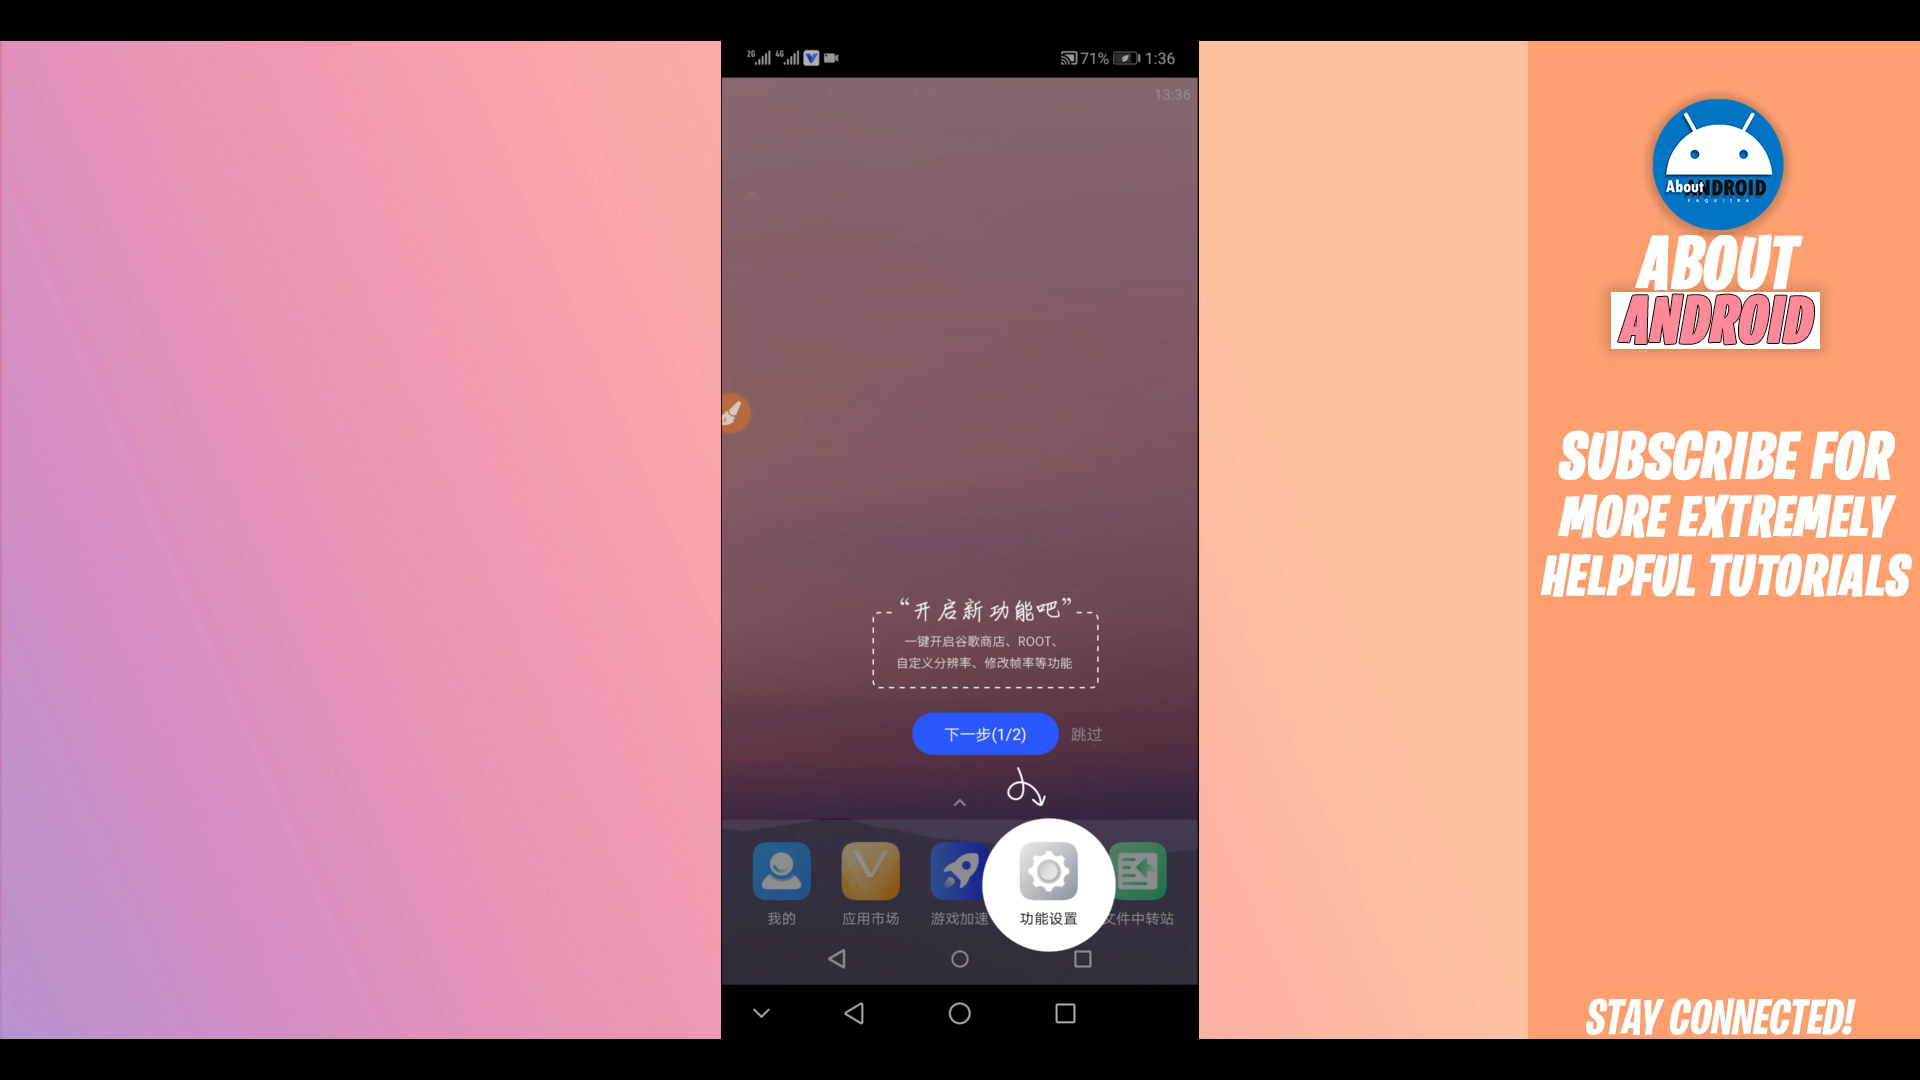 2G 4G 71% 1:36
13:36
About ANDROID
FAQUIIRA
ABOUT
ANDROID
SUBSCRIBE FOR
MORE EXTREMELY
HELPFUL TUTORIALS
“开启新功能吧”
一键开启谷歌商店、ROOT、
自定义分辨率、修改帧率等功能
下一步(1/2) 跳过
我的 应用市场 游戏加速 功能设置 文件中转站
STAY CONNECTED!